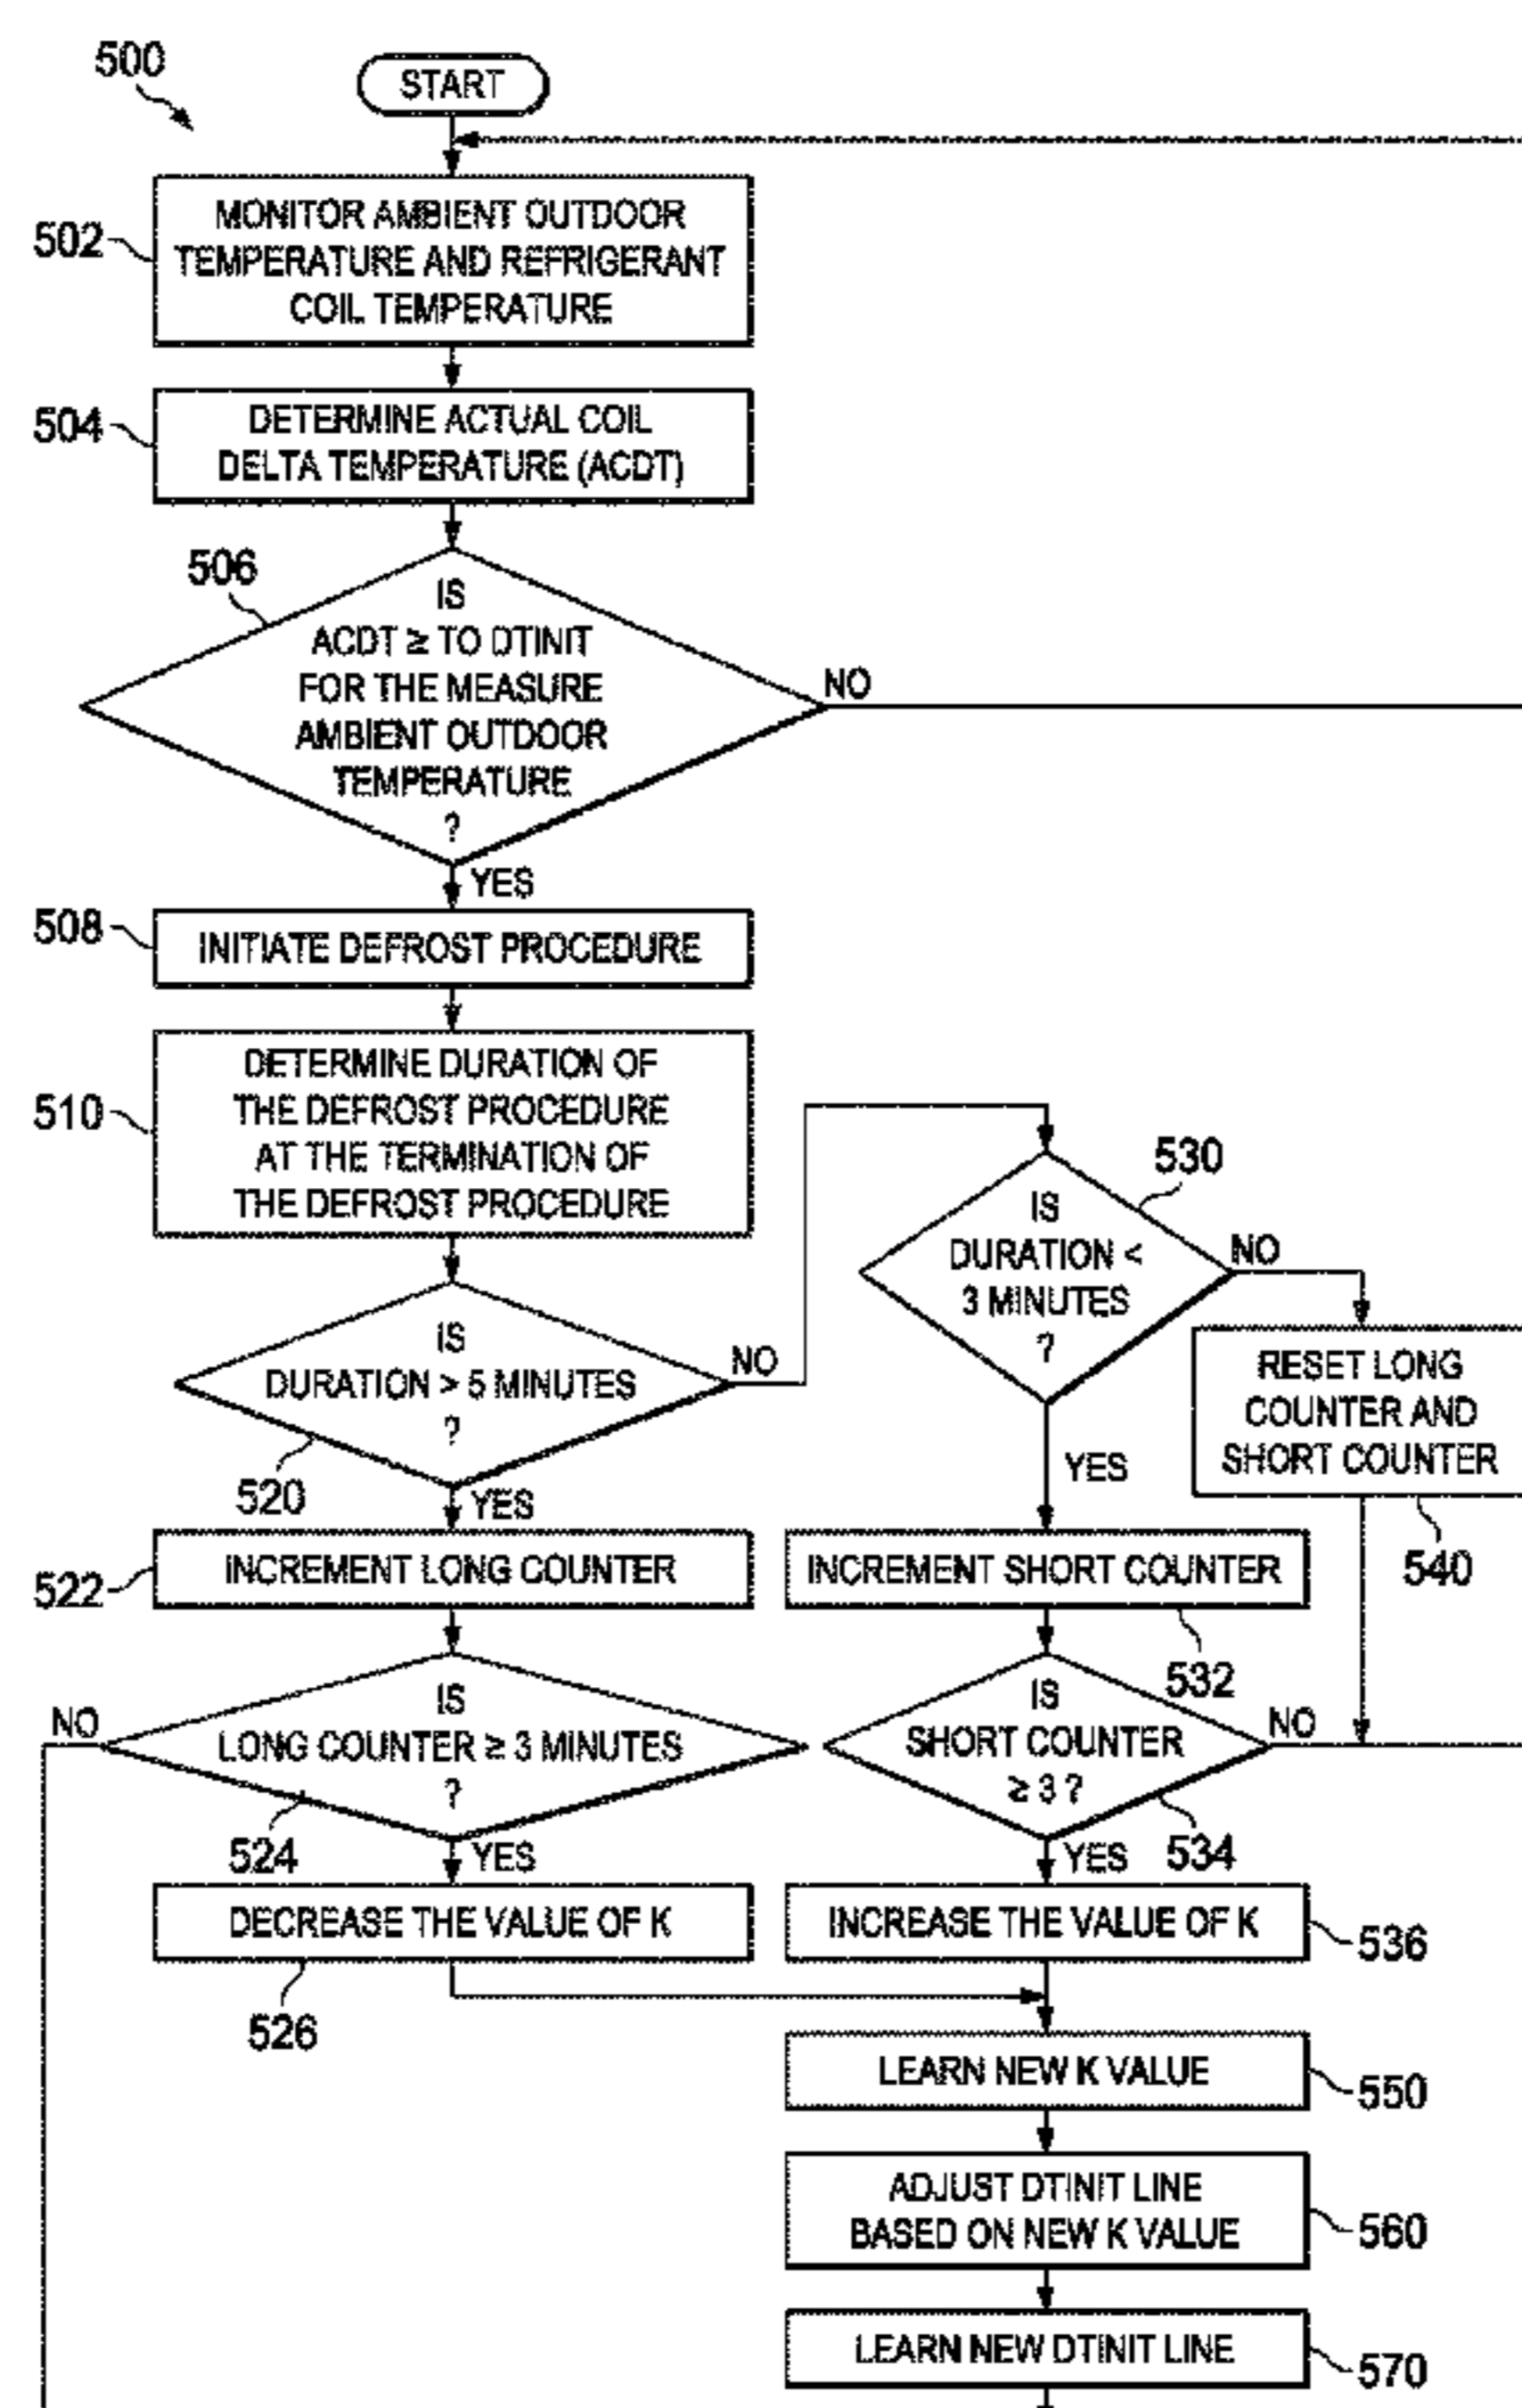 500
START
502
MONITOR AMBIENT OUTDOOR
TEMPERATURE AND REFRIGERANT
COIL TEMPERATURE
504
DETERMINE ACTUAL COIL
DELTA TEMPERATURE (ACDT)
506
IS
ACDT ≥ TO DTINIT
FOR THE MEASURE
AMBIENT OUTDOOR
TEMPERATURE
?
NO
YES
508
INITIATE DEFROST PROCEDURE
510
DETERMINE DURATION OF
THE DEFROST PROCEDURE
AT THE TERMINATION OF
THE DEFROST PROCEDURE
IS
DURATION > 5 MINUTES
?
NO
520
YES
530
IS
DURATION <
3 MINUTES
?
NO
YES
RESET LONG
COUNTER AND
SHORT COUNTER
540
522
INCREMENT LONG COUNTER
INCREMENT SHORT COUNTER
532
NO
IS
LONG COUNTER ≥ 3 MINUTES
?
524
YES
IS
SHORT COUNTER
≥ 3 ?
NO
534
YES
DECREASE THE VALUE OF K
526
INCREASE THE VALUE OF K
536
LEARN NEW K VALUE
550
ADJUST DTINIT LINE
BASED ON NEW K VALUE
560
LEARN NEW DTINIT LINE
570